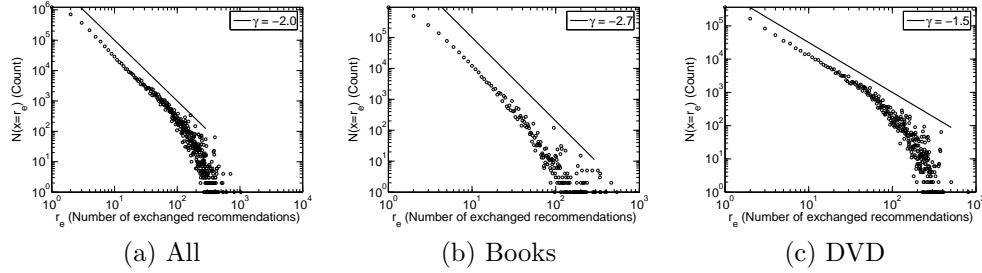 γ = −2.0
10^6
10^5
10^4
10^3
10^2
10^1
10^0
N(x=r_e) (Count)
10^0 10^1 10^2 10^3 10^4
r_e (Number of exchanged recommendations)
(a) All
γ = −2.7
10^6
10^5
10^4
10^3
10^2
10^1
10^0
N(x=r_e) (Count)
10^0 10^1 10^2 10^3
r_e (Number of exchanged recommendations)
(b) Books
γ = −1.5
10^6
10^5
10^4
10^3
10^2
10^1
10^0
N(x=r_e) (Count)
10^0 10^1 10^2 10^3
r_e (Number of exchanged recommendations)
(c) DVD